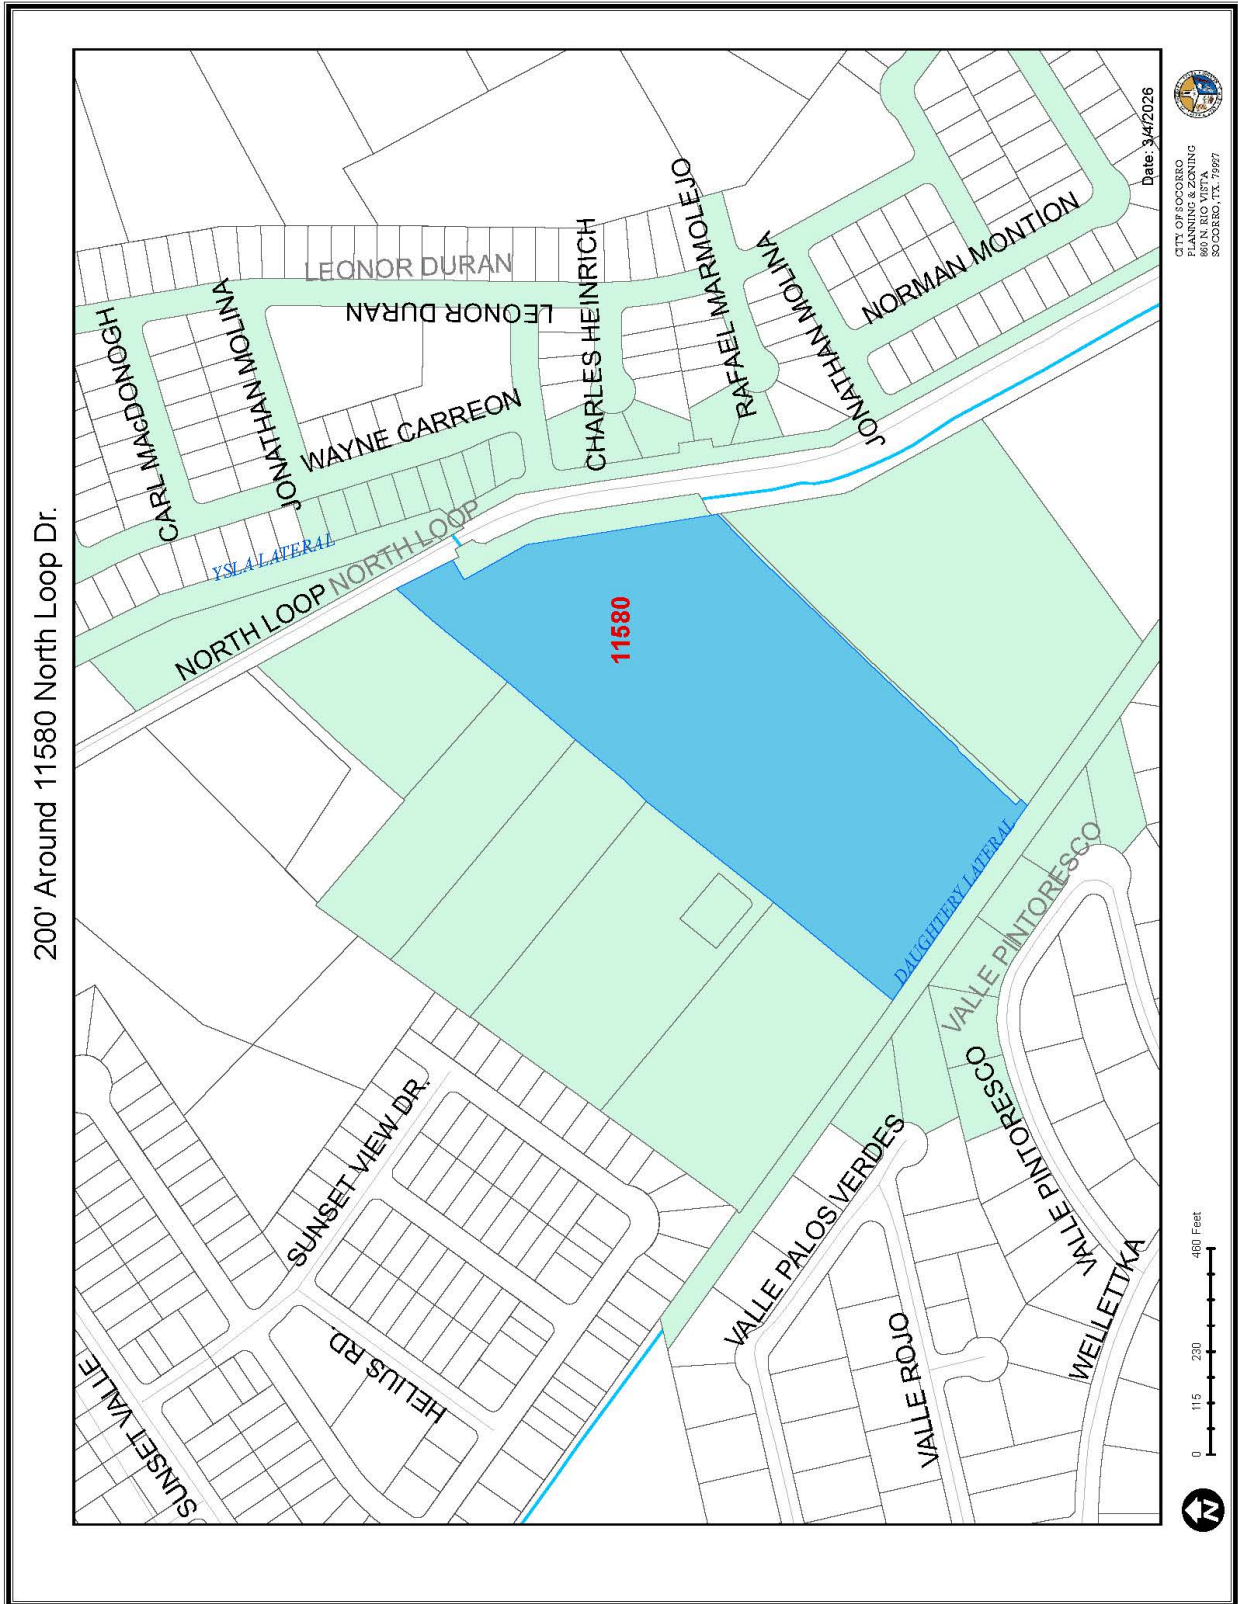 200' Around 11580 North Loop Dr.
CARL MACDONOGH
JONATHAN MOLINA
LEONOR DURAN
LEONOR DURAN
WAYNE CARREON
CHARLES HEINRICH
RAFAEL MARMOLEJO
JONATHAN MOLINA
NORMAN MONTION
YSLA LATERAL
NORTH LOOP
NORTH LOOP
11580
DAUGHTERY LATERAL
VALLE PINTORESCO
VALLE PINTORESCO
SUNSET VIEW DR.
HELIUS RD.
SUNSET VALLE
VALLE PALOS VERDES
VALLE ROJO
WELLETTKA
Date: 3/4/2026
N
0 115 230 460 Feet
CITY OF SOCORRO
PLANNING & ZONING
860 N. RIO VISTA
SOCORRO, TX. 79927